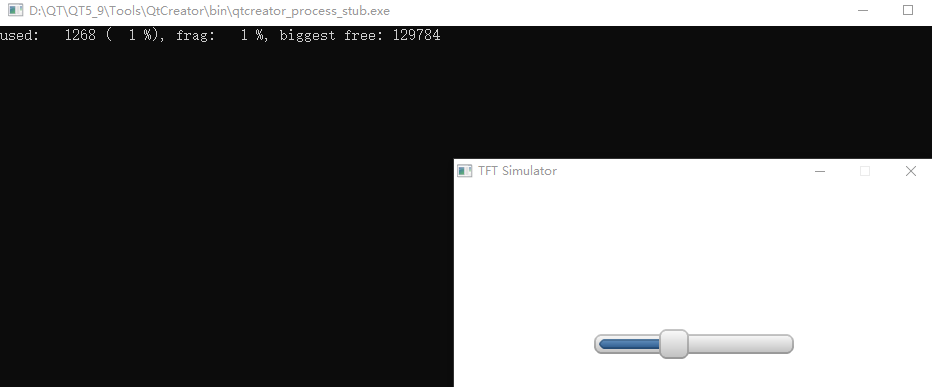 D:\QT\QT5_9\Tools\QtCreator\bin\qtcreator_process_stub.exe
used:   1268 (  1 %), frag:   1 %, biggest free: 129784
TFT Simulator